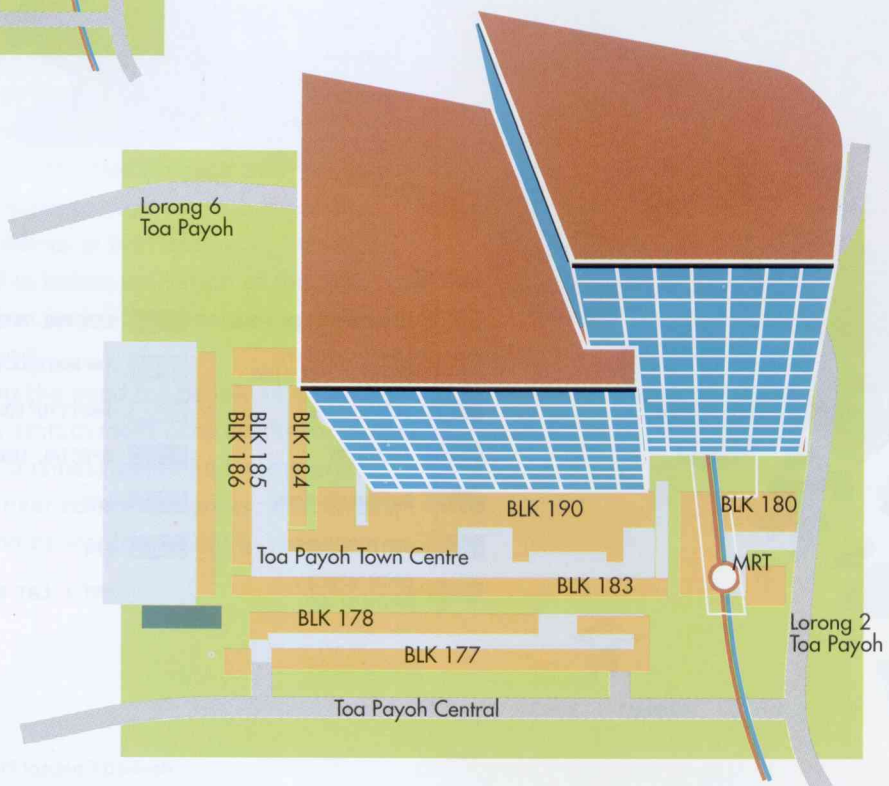 Lorong 6
Toa Payoh
BLK 186
BLK 185
BLK 184
BLK 190
BLK 180
Toa Payoh Town Centre
MRT
BLK 183
BLK 178
Lorong 2
Toa Payoh
BLK 177
Toa Payoh Central